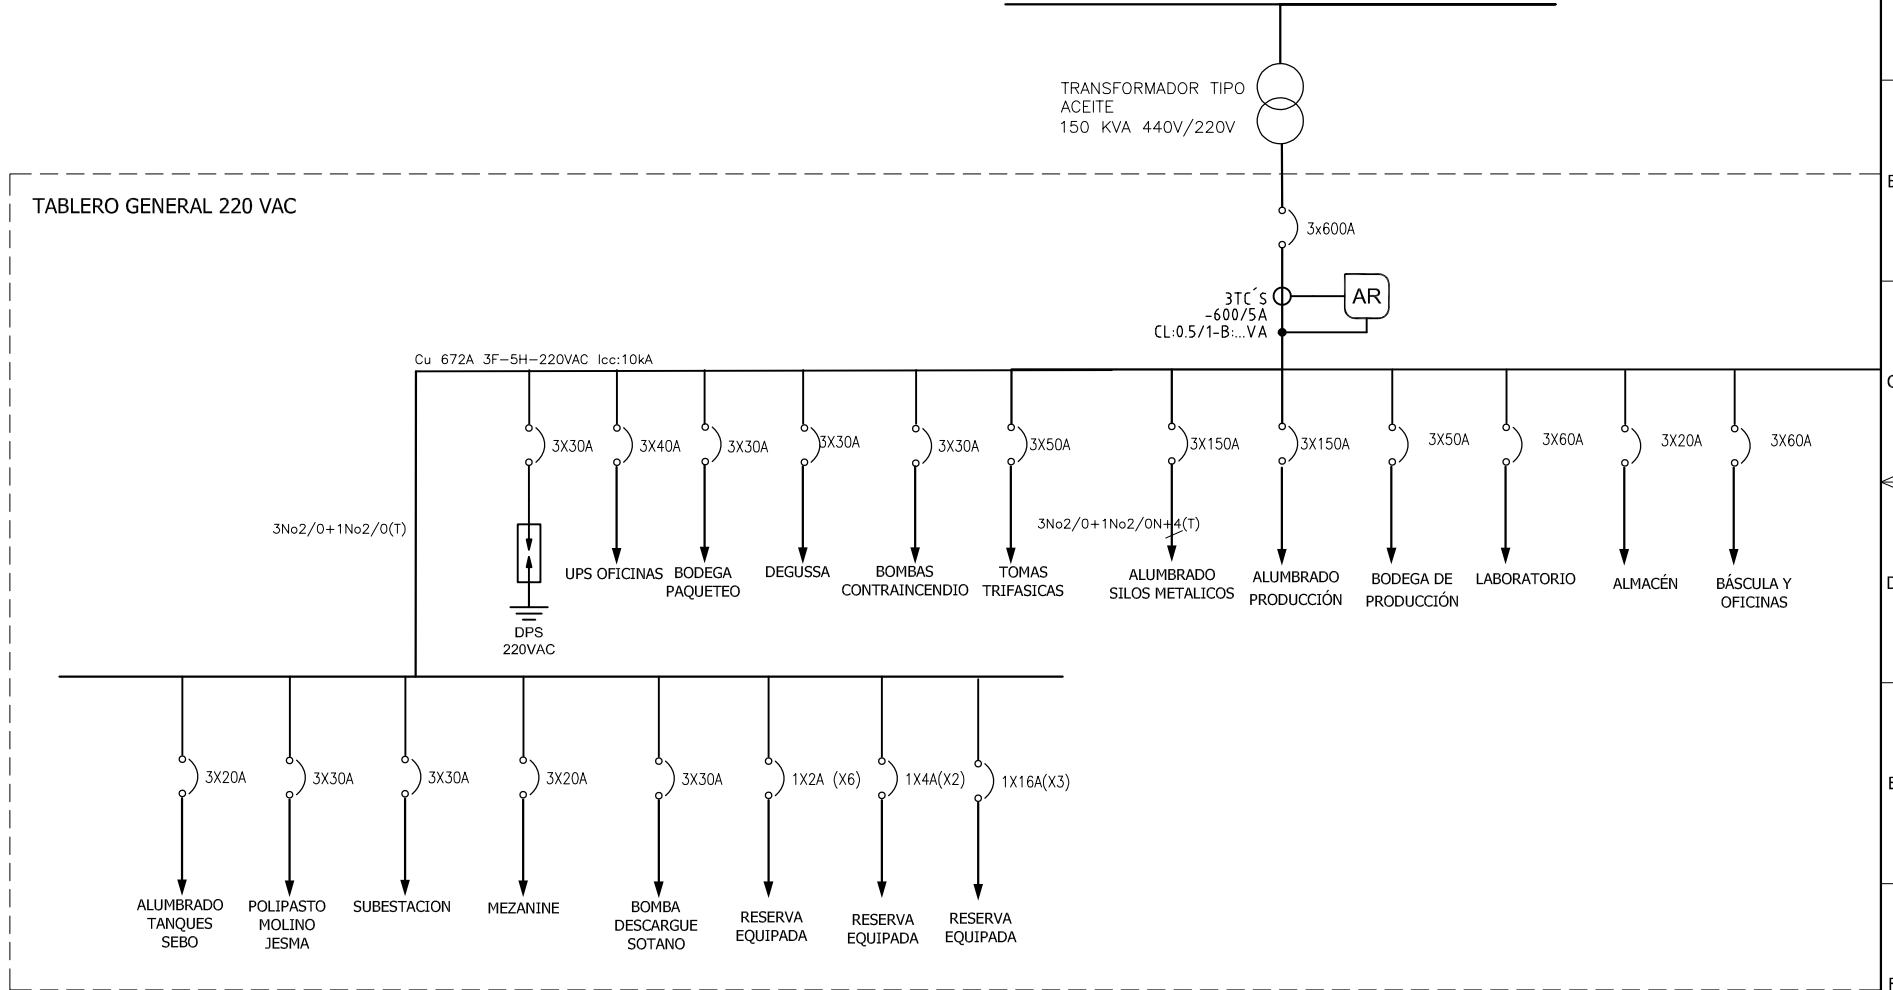 TRANSFORMADOR TIPO
ACEITE
150 KVA 440V/220V
TABLERO GENERAL 220 VAC
3x600A
3TC´S
-600/5A
CL:0.5/1-B:...VA
AR
Cu 672A 3F-5H-220VAC Icc:10kA
3X30A
3X40A
3X30A
3X30A
3X30A
3X50A
3X150A
3X150A
3X50A
3X60A
3X20A
3X60A
3No2/0+1No2/0(T)
3No2/0+1No2/0N+4(T)
DPS
220VAC
UPS OFICINAS
BODEGA
PAQUETEO
DEGUSSA
BOMBAS
CONTRAINCENDIO
TOMAS
TRIFASICAS
ALUMBRADO
SILOS METALICOS
ALUMBRADO
PRODUCCIÓN
BODEGA DE
PRODUCCIÓN
LABORATORIO
ALMACÉN
BÁSCULA Y
OFICINAS
3X20A
3X30A
3X30A
3X20A
3X30A
1X2A (X6)
1X4A(X2)
1X16A(X3)
ALUMBRADO
TANQUES
SEBO
POLIPASTO
MOLINO
JESMA
SUBESTACION
MEZANINE
BOMBA
DESCARGUE
SOTANO
RESERVA
EQUIPADA
RESERVA
EQUIPADA
RESERVA
EQUIPADA